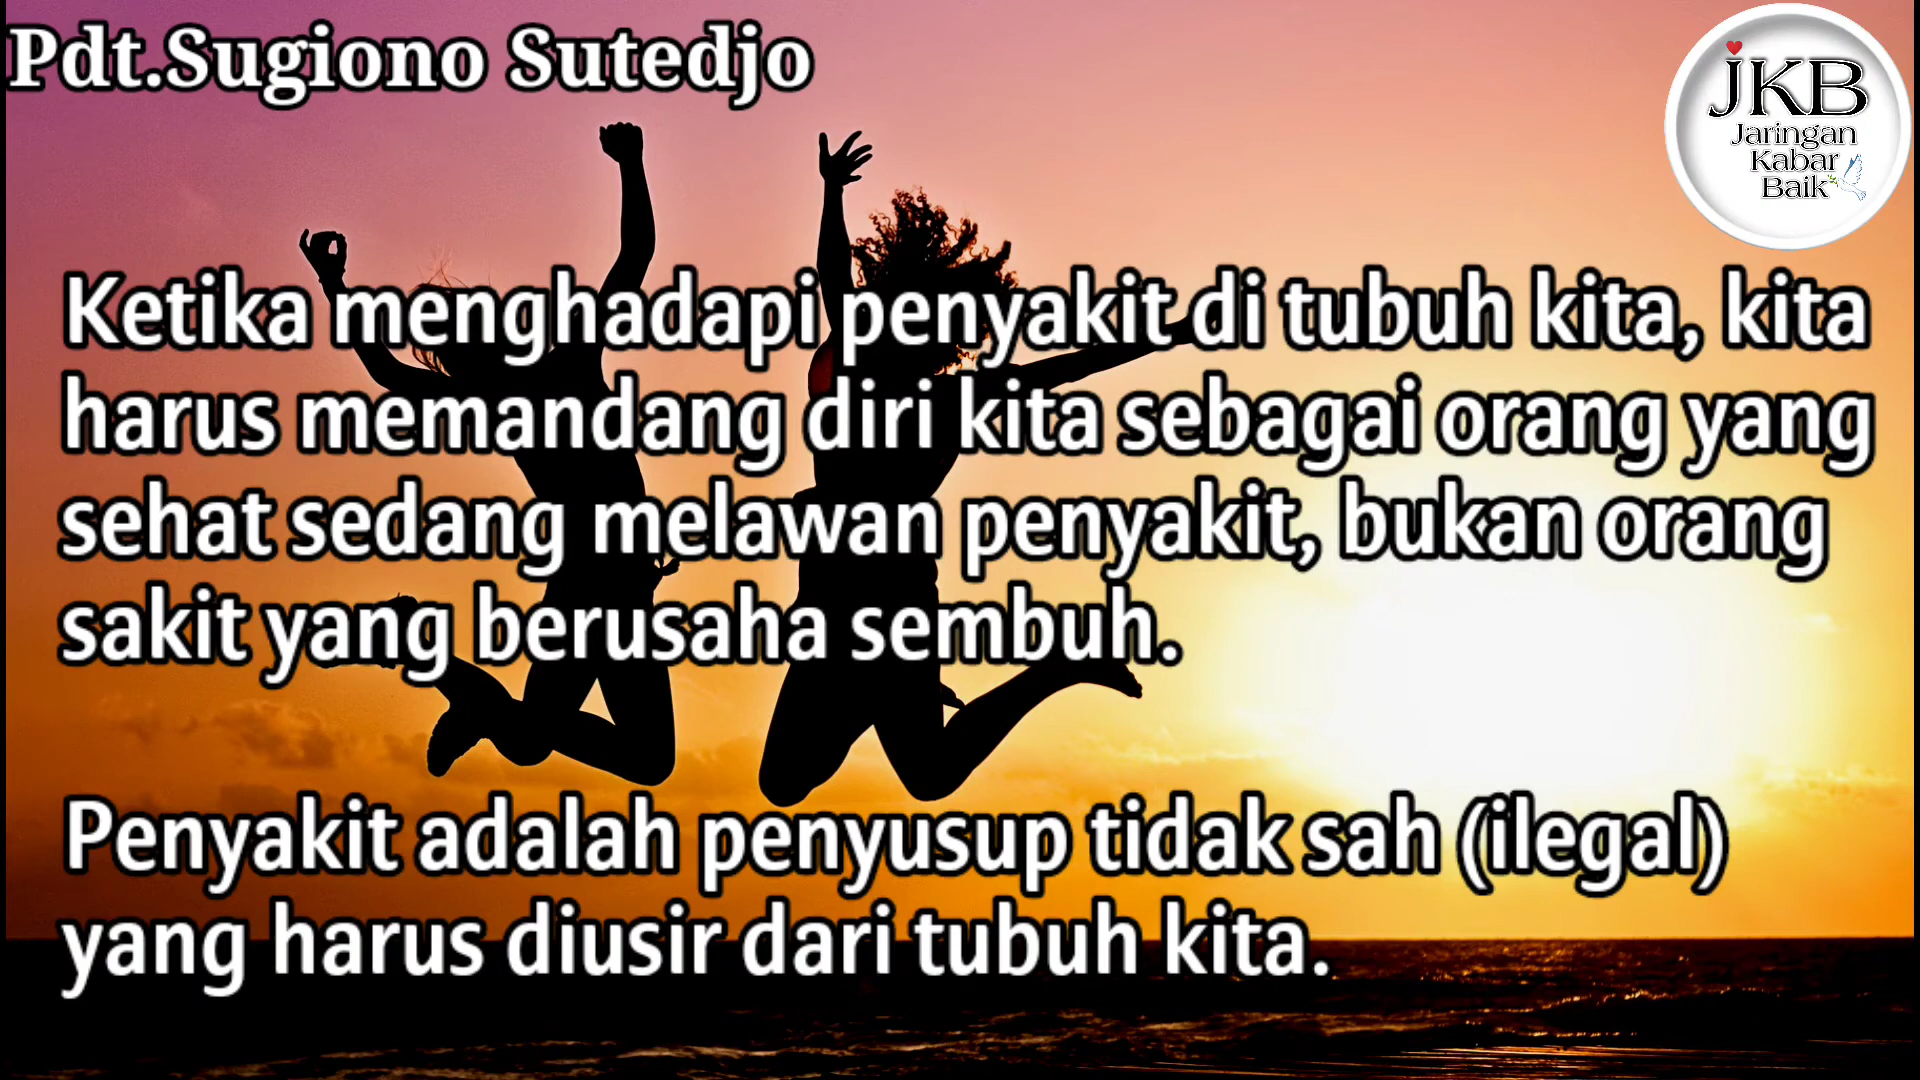 Pdt.Sugiono Sutedjo
JKB
Jaringan
Kabar
Baik
Ketika menghadapi penyakit di tubuh kita, kita
harus memandang diri kita sebagai orang yang
sehat sedang melawan penyakit, bukan orang
sakit yang berusaha sembuh.
Penyakit adalah penyusup tidak sah (ilegal)
yang harus diusir dari tubuh kita.